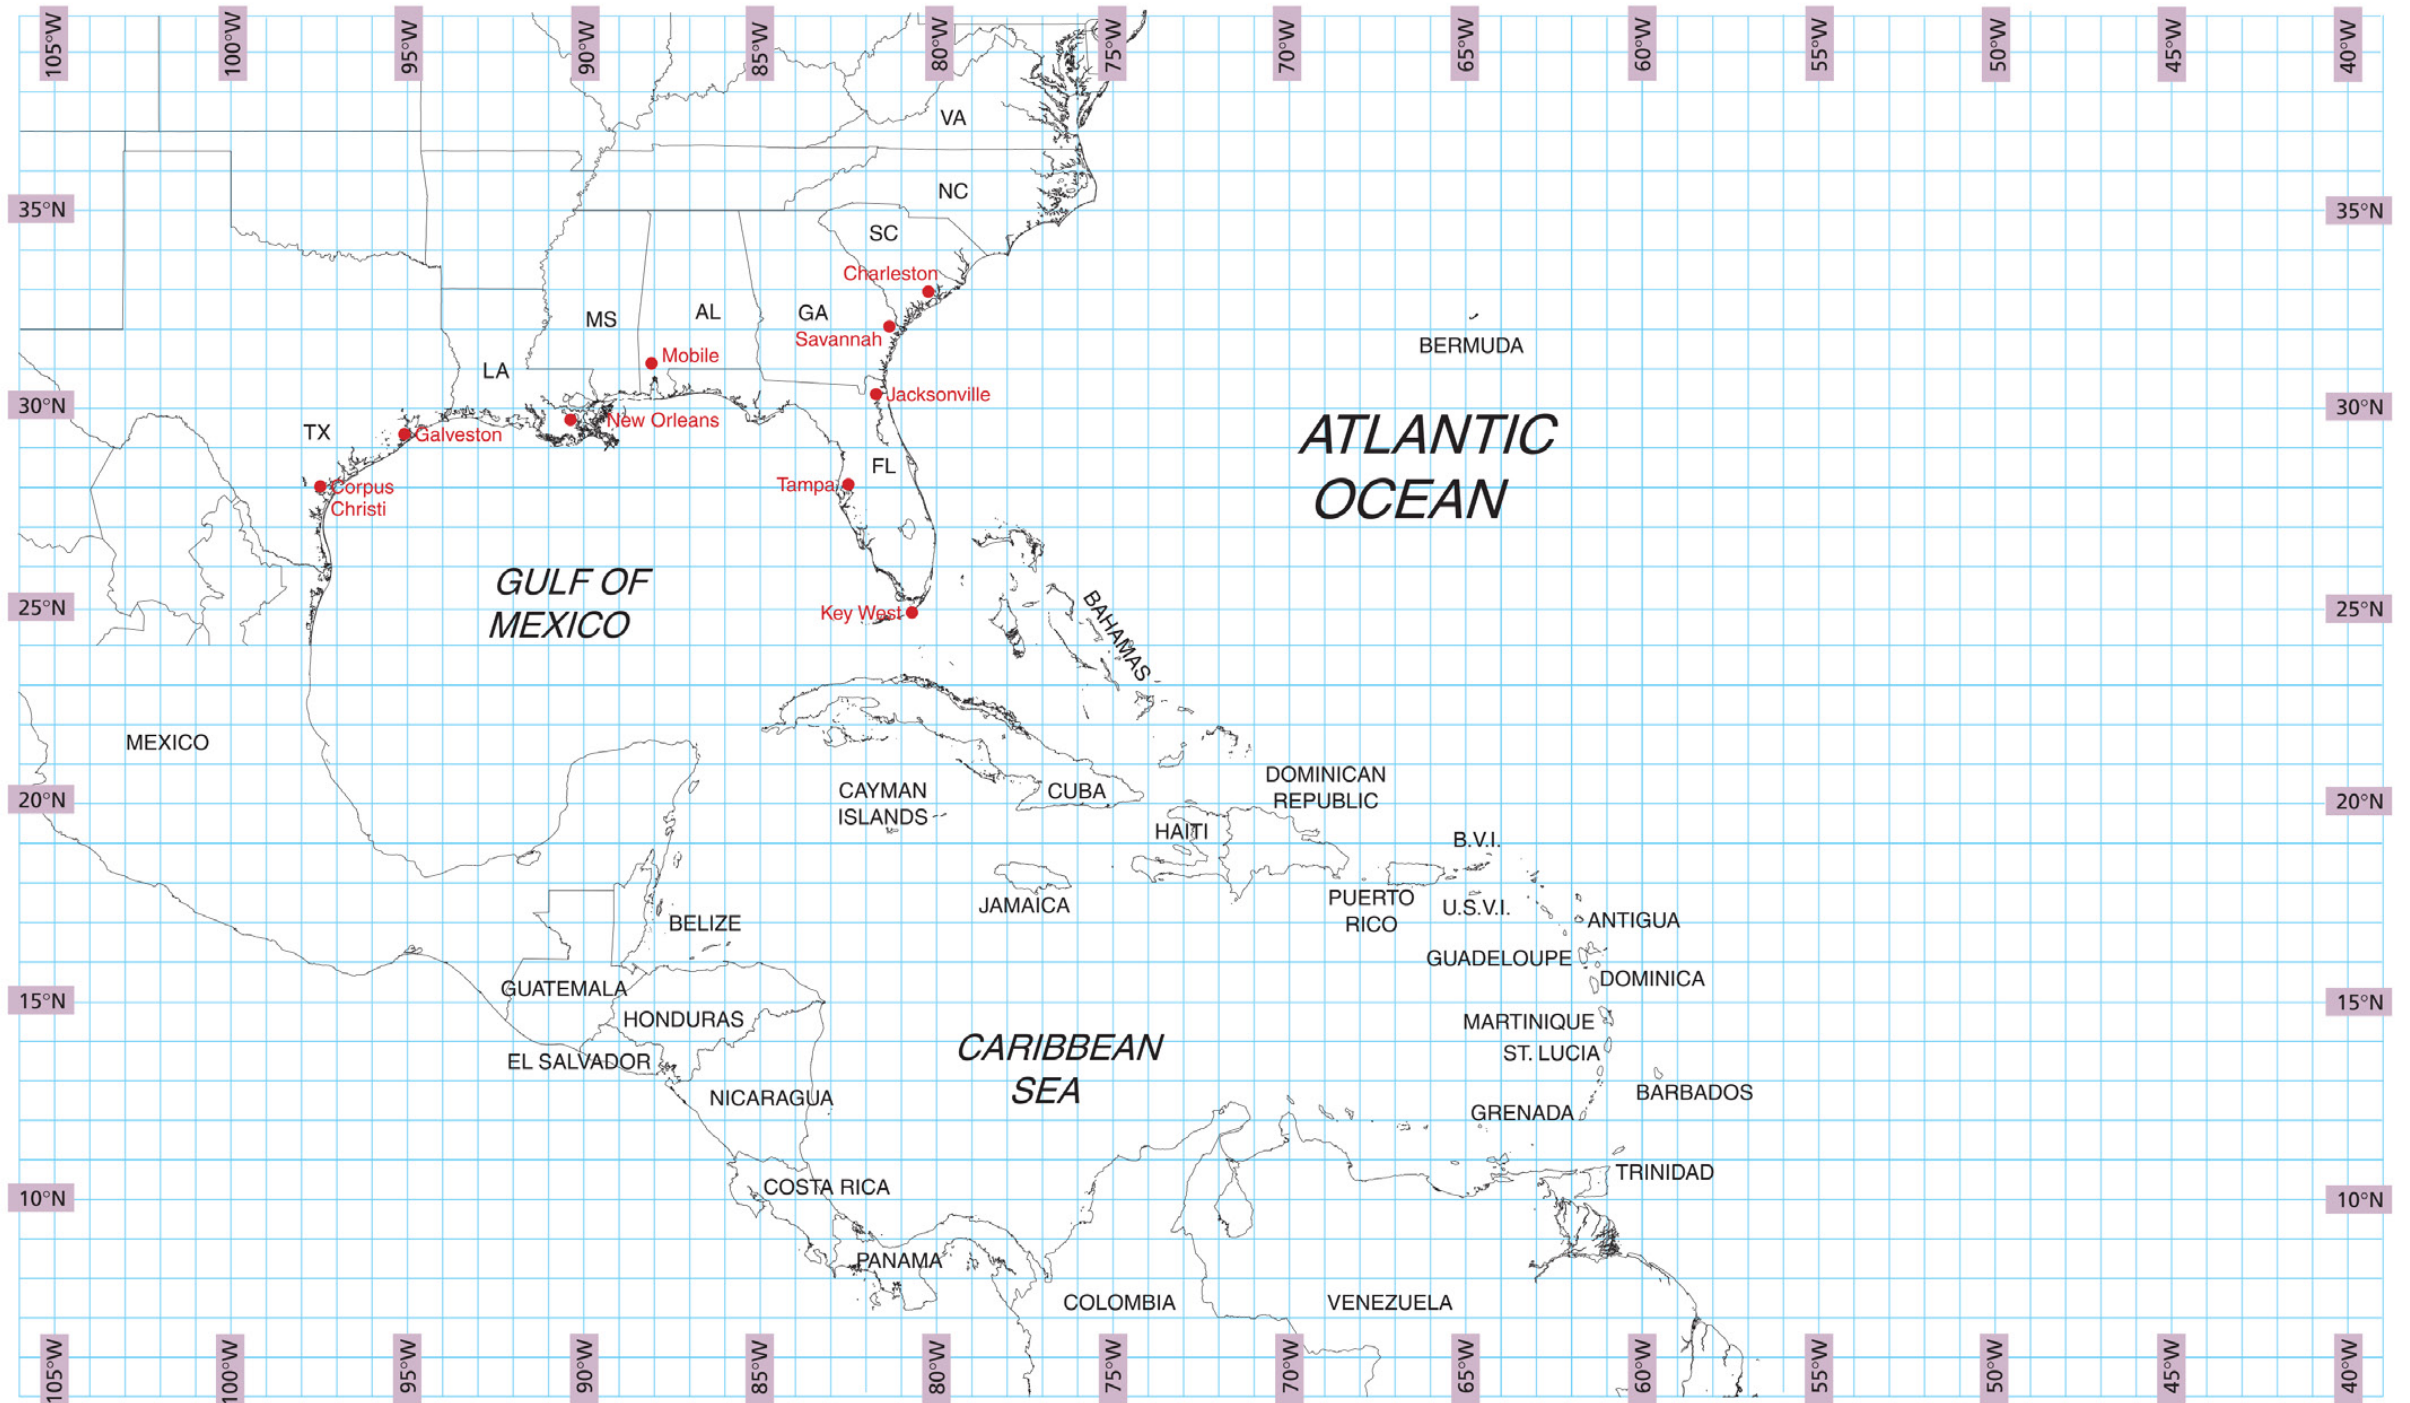 105°W
100°W
95°W
90°W
85°W
80°W
75°W
70°W
65°W
60°W
55°W
50°W
45°W
40°W
VA
NC
35°N
35°N
SC
Charleston
GA
AL
MS
Savannah
BERMUDA
Mobile
LA
Jacksonville
30°N
30°N
New Orleans
TX
Galveston
ATLANTIC
OCEAN
FL
Tampa
Corpus
Christi
GULF OF
MEXICO
BAHAMAS
25°N
25°N
Key West
MEXICO
DOMINICAN
REPUBLIC
CAYMAN
ISLANDS
CUBA
20°N
20°N
HAITI
B.V.I.
PUERTO
RICO
U.S.V.I.
JAMAICA
ANTIGUA
BELIZE
GUADELOUPE
DOMINICA
GUATEMALA
15°N
15°N
HONDURAS
MARTINIQUE
CARIBBEAN
SEA
ST. LUCIA
EL SALVADOR
BARBADOS
NICARAGUA
GRENADA
TRINIDAD
COSTA RICA
10°N
10°N
PANAMA
COLOMBIA
VENEZUELA
105°W
100°W
95°W
90°W
85°W
80°W
75°W
70°W
65°W
60°W
55°W
50°W
45°W
40°W